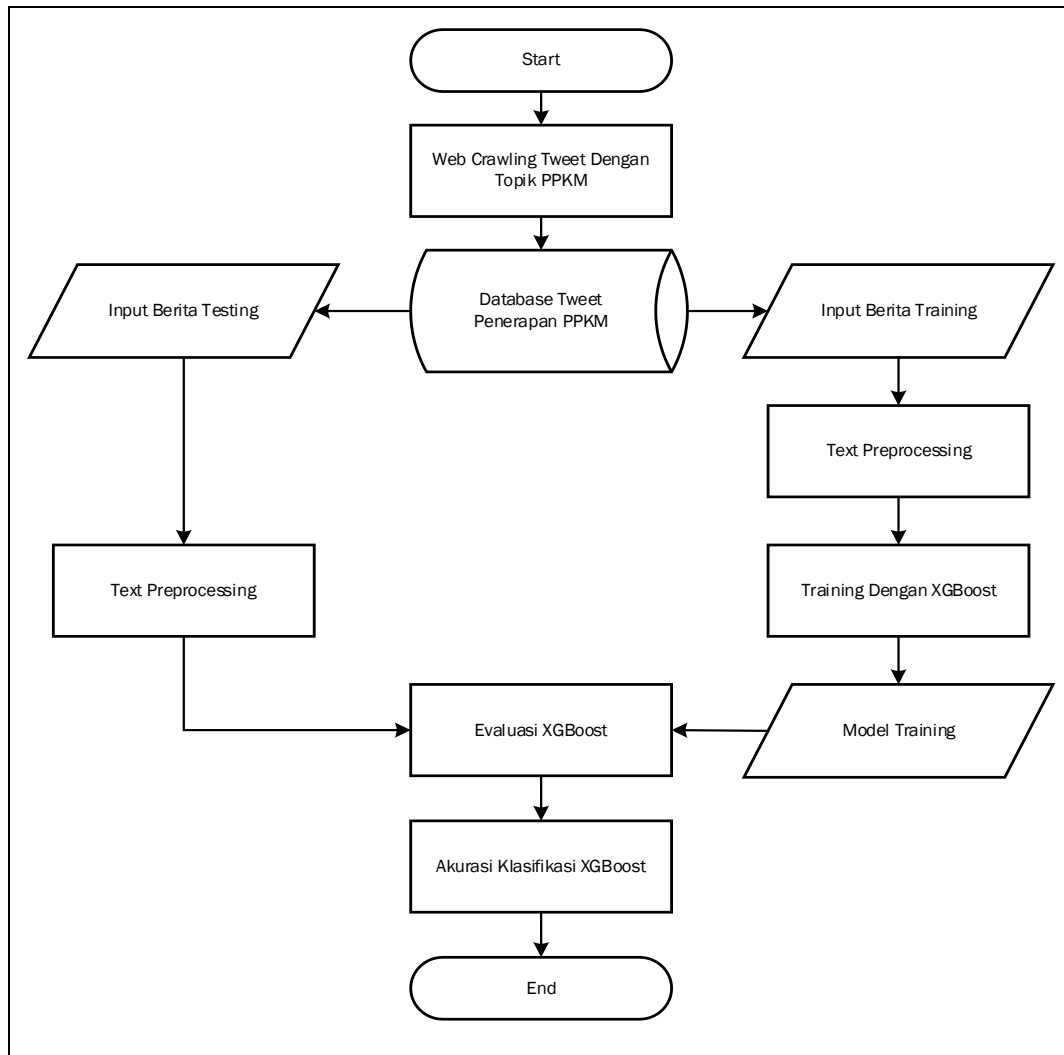 Start
Web Crawling Tweet Dengan
Topik PPKM
Input Berita Testing
Database Tweet
Penerapan PPKM
Input Berita Training
Text Preprocessing
Text Preprocessing
Training Dengan XGBoost
Evaluasi XGBoost
Model Training
Akurasi Klasifikasi XGBoost
End